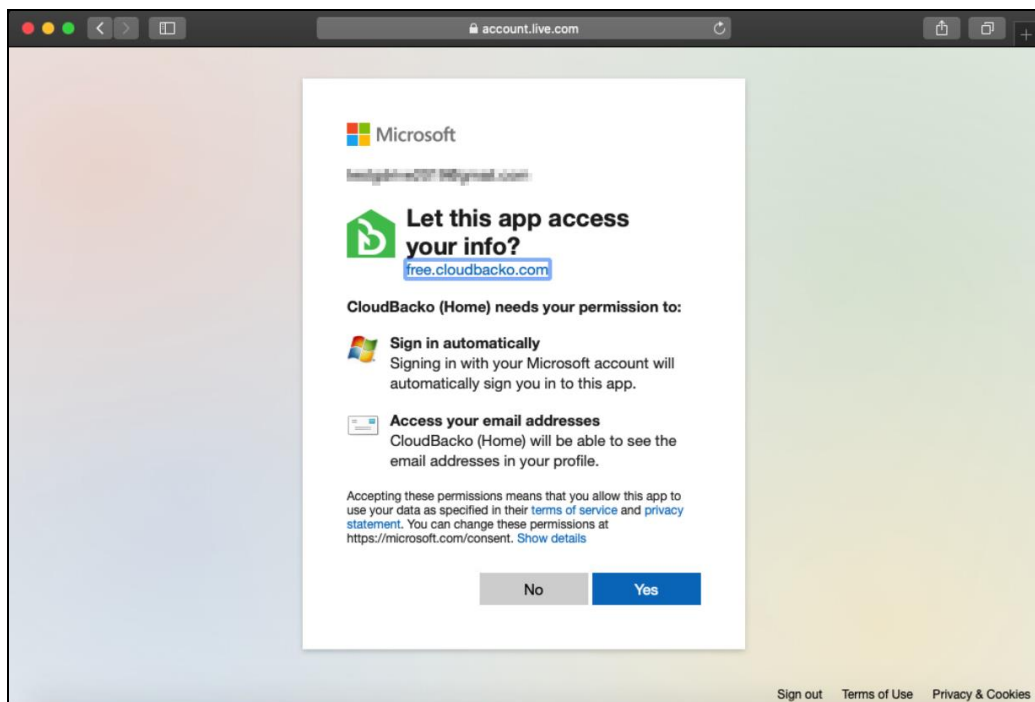 account.live.com
Microsoft
Let this app access
your info?
free.cloudbacko.com
CloudBacko (Home) needs your permission to:
Sign in automatically
Signing in with your Microsoft account will
automatically sign you in to this app.
Access your email addresses
CloudBacko (Home) will be able to see the
email addresses in your profile.
Accepting these permissions means that you allow this app to
use your data as specified in their terms of service and privacy
statement. You can change these permissions at
https://microsoft.com/consent. Show details
No Yes
Sign out Terms of Use Privacy & Cookies